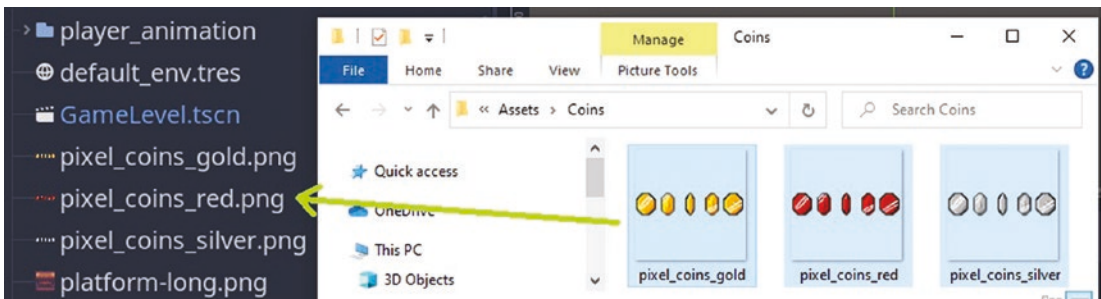 player_animation
default_env.tres
GameLevel.tscn
pixel_coins_gold.png
pixel_coins_red.png
pixel_coins_silver.png
platform-long.png
Manage Coins
File Home Share View Picture Tools
« Assets > Coins
Search Coins
Quick access
OneDrive
This PC
3D Objects
pixel_coins_gold pixel_coins_red pixel_coins_silver